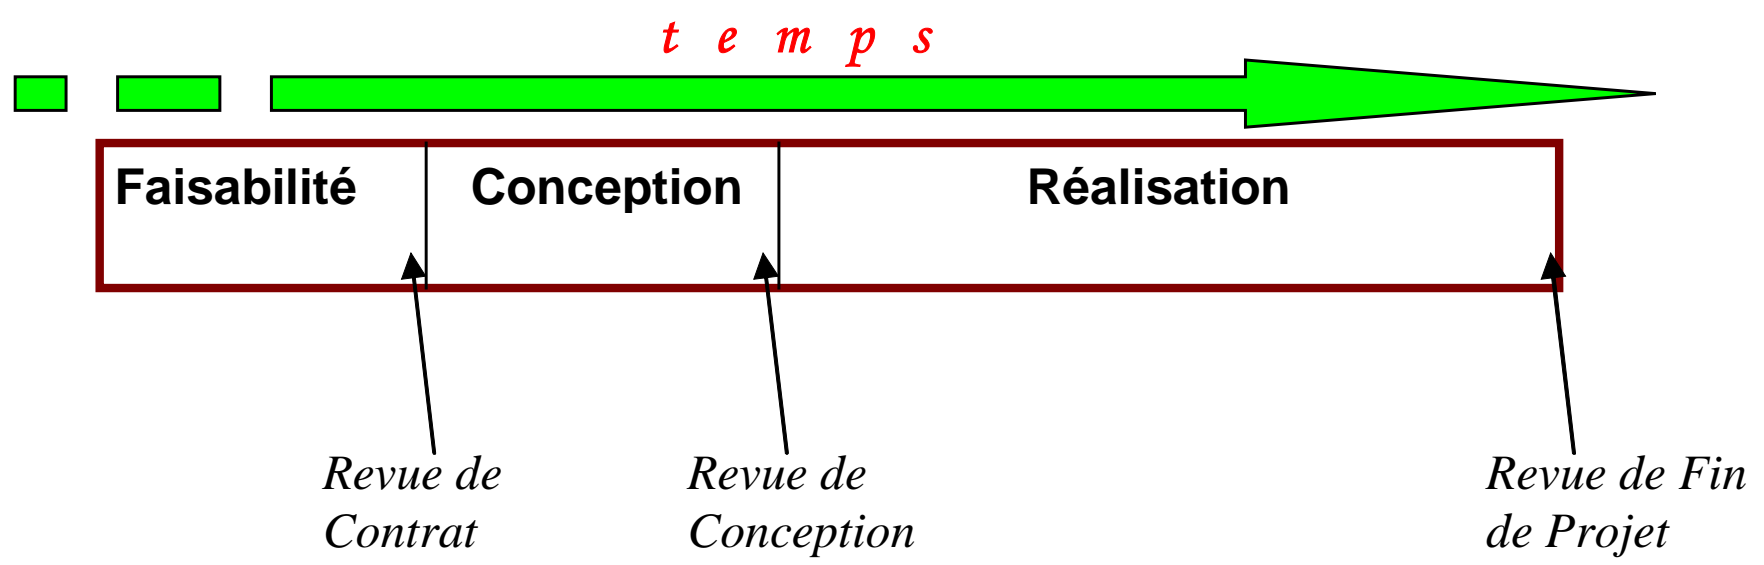 t e m p s
Faisabilité Conception Réalisation
Revue de
Contrat
Revue de
Conception
Revue de Fin
de Projet